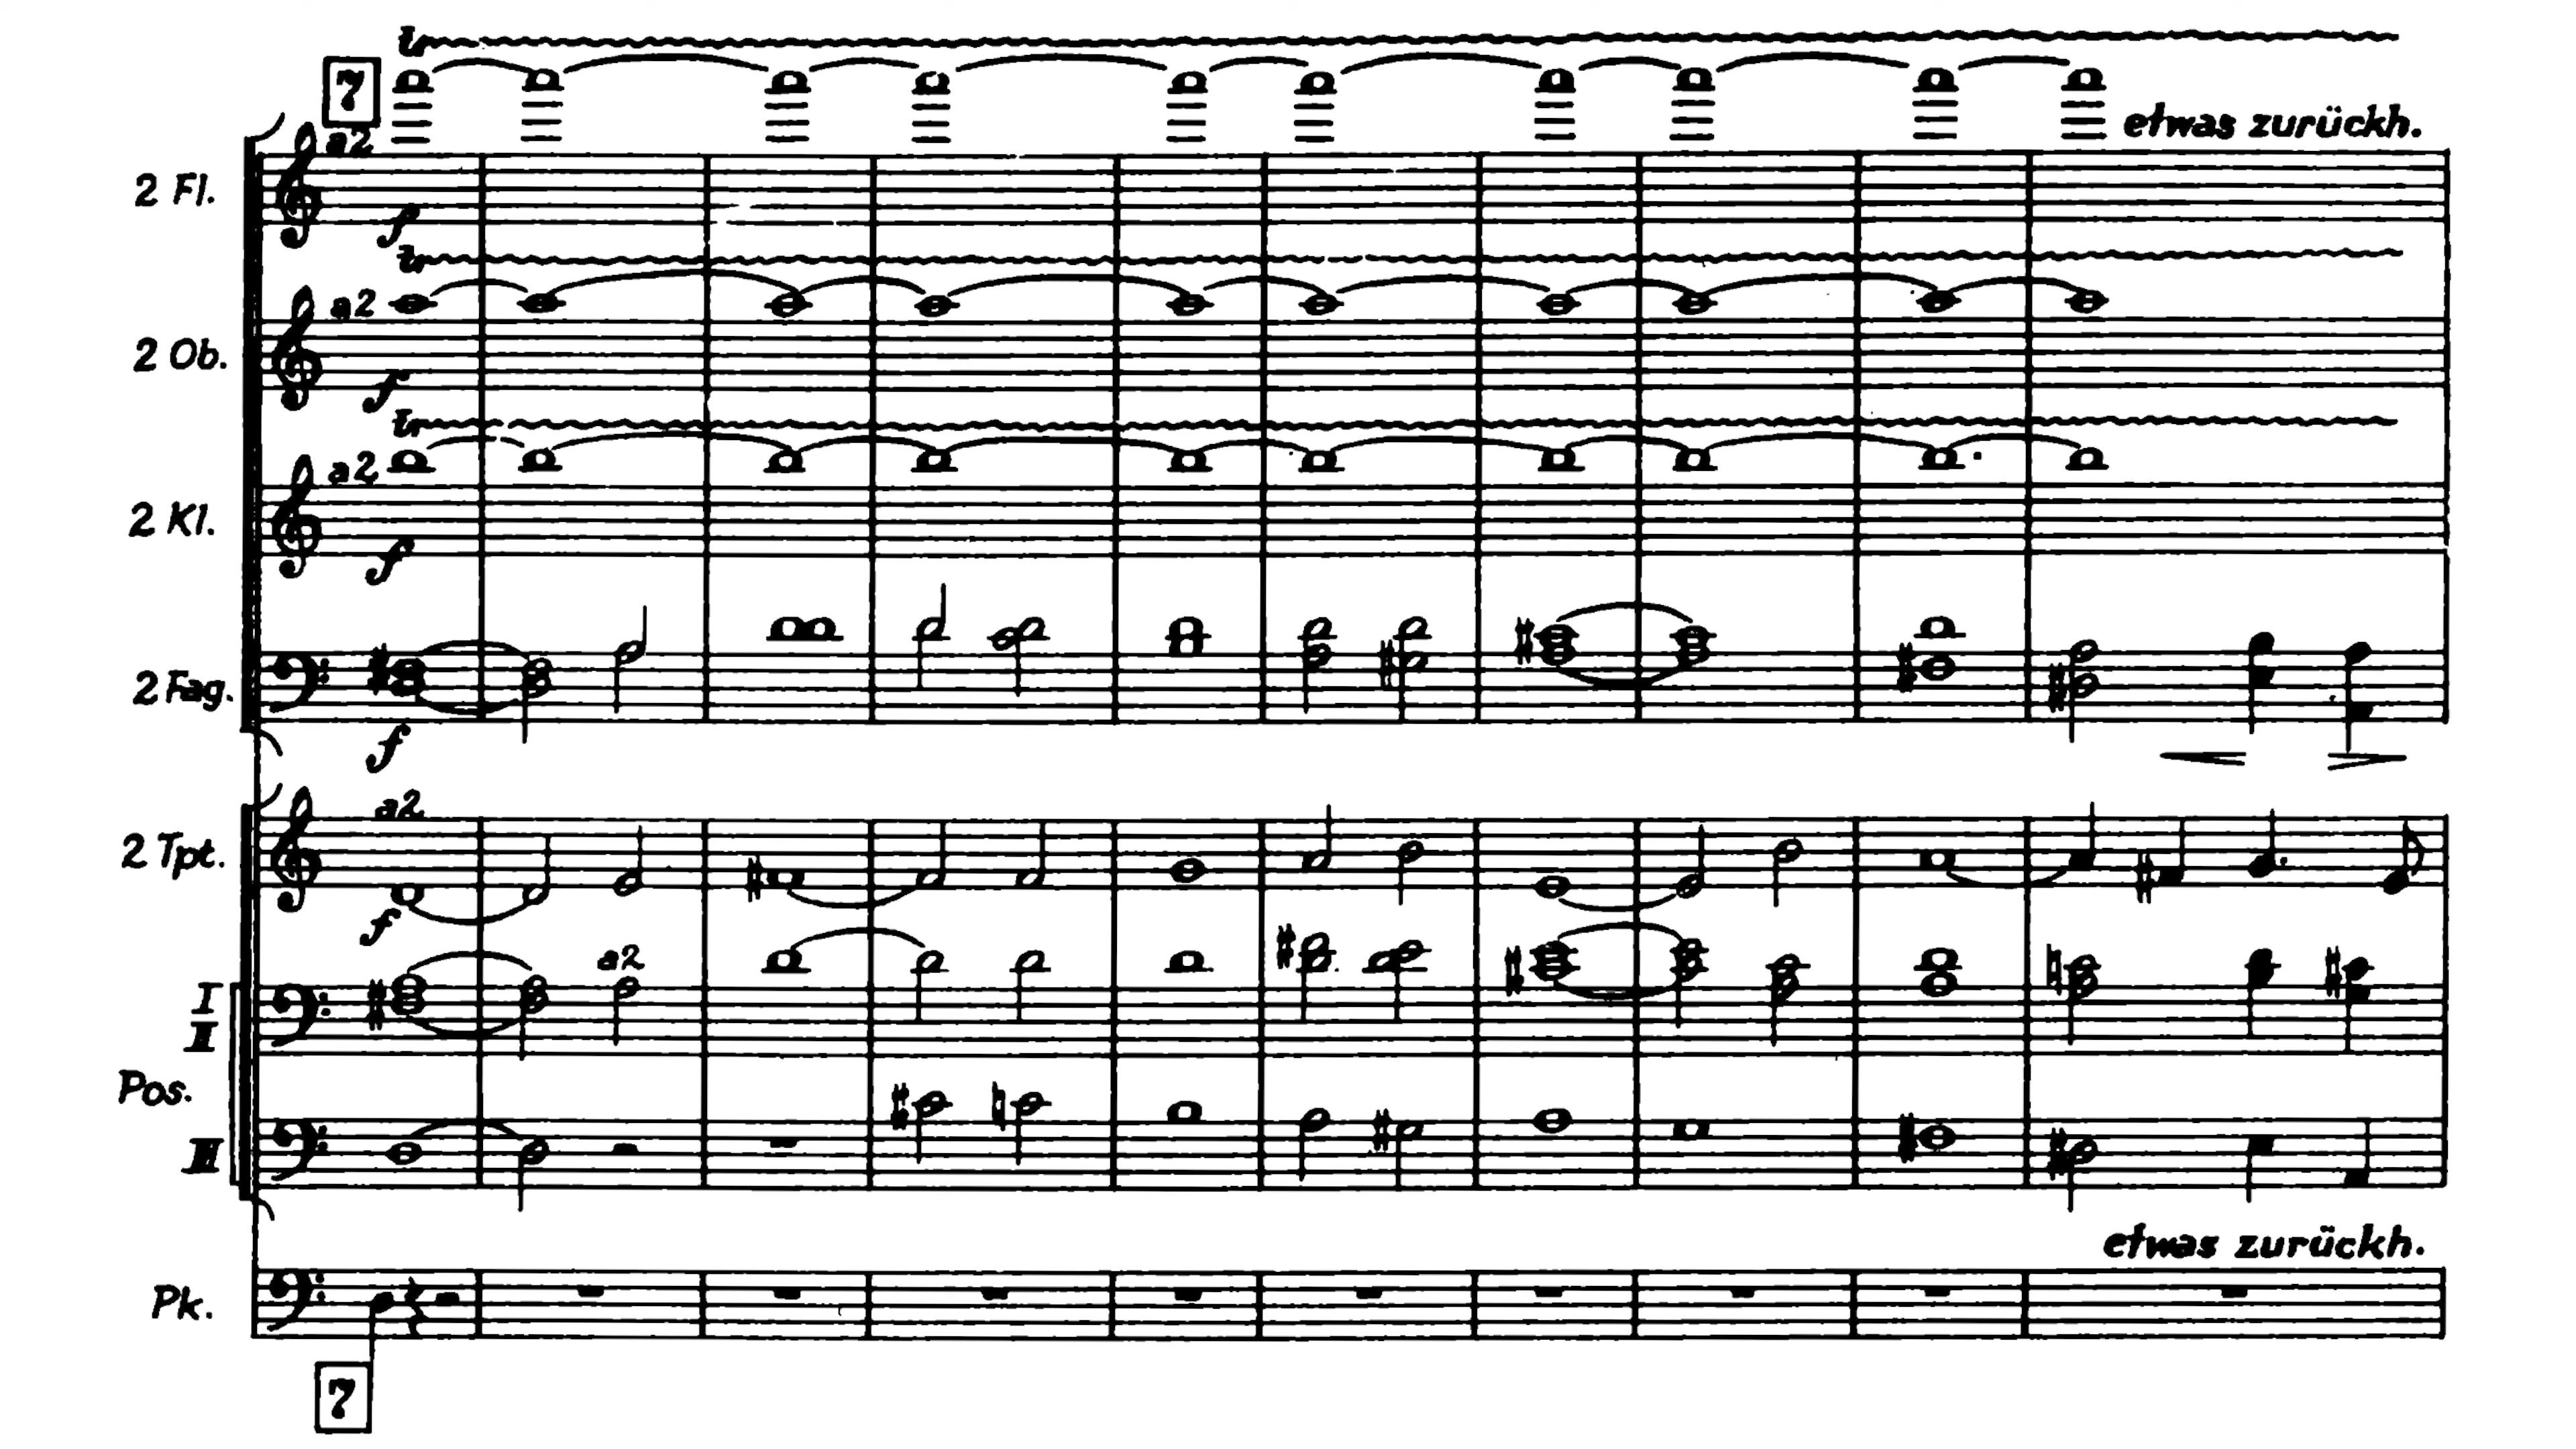 tr
7
a2
etwas zurückh.
2 Fl.
f
tr
a2
2 Ob.
f
tr
a2
2 Kl.
f
2 Fag.
f
a2
2 Tpt.
f
a2
I
II
Pos.
III
etwas zurückh.
Pk.
7